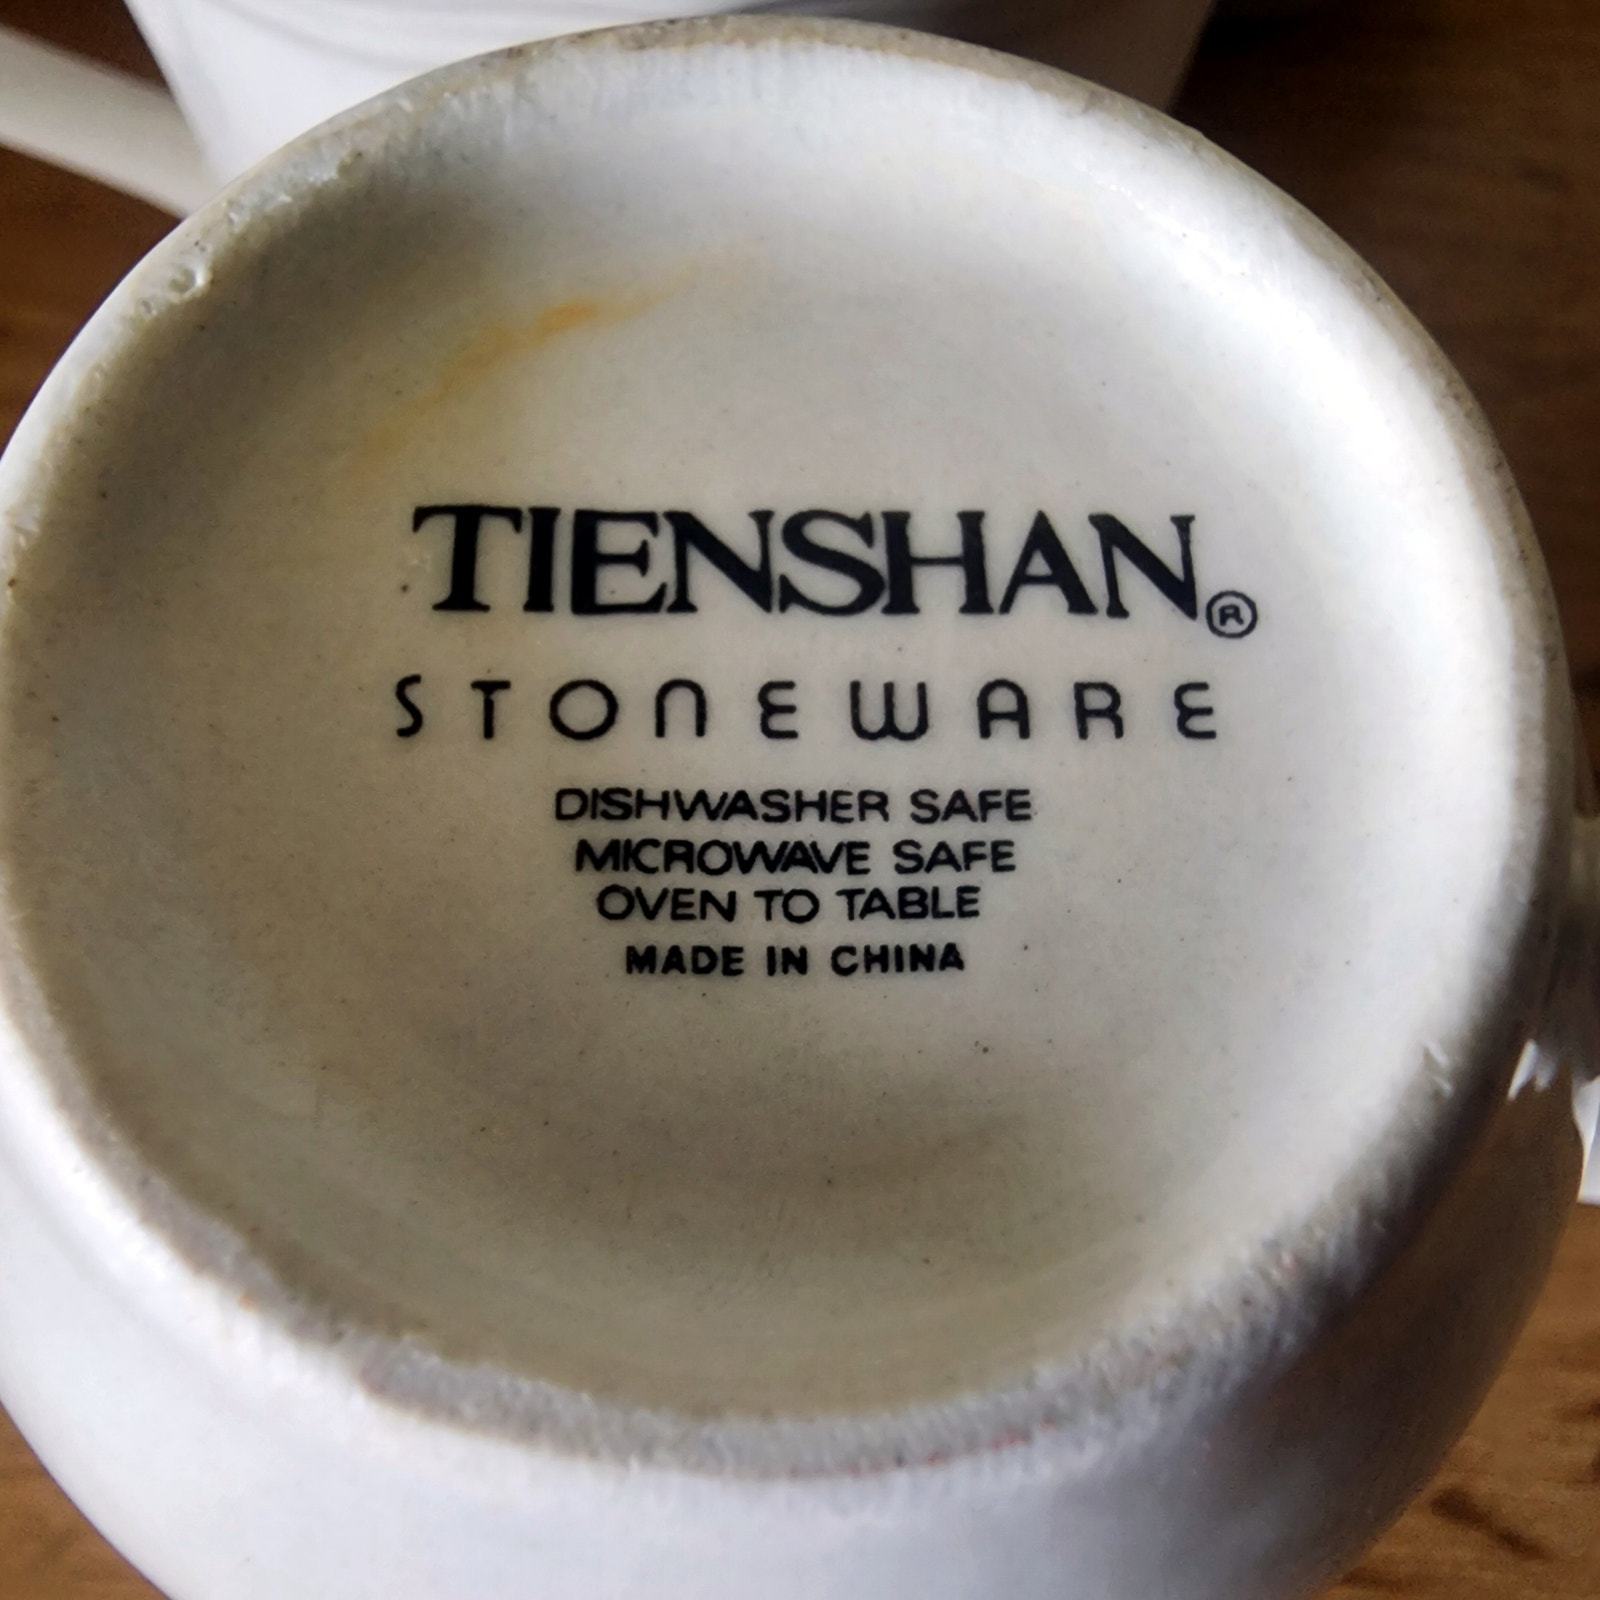 TIENSHAN®
STONEWARE
DISHWASHER SAFE
MICROWAVE SAFE
OVEN TO TABLE
MADE IN CHINA